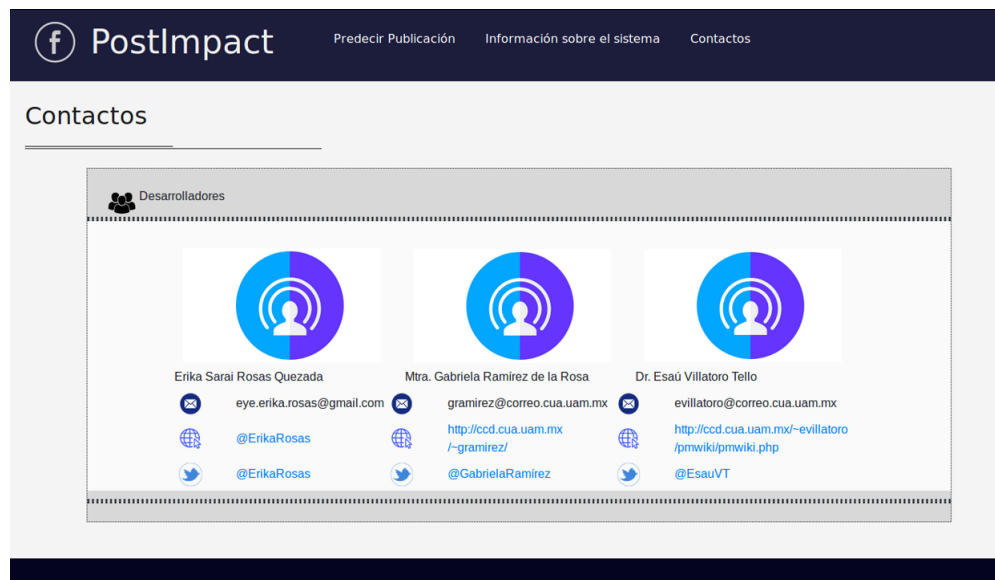 f PostImpact Predecir Publicación Información sobre el sistema Contactos
Contactos
Desarrolladores
Erika Sarai Rosas Quezada
eye.erika.rosas@gmail.com
@ErikaRosas
@ErikaRosas
Mtra. Gabriela Ramírez de la Rosa
gramirez@correo.cua.uam.mx
http://ccd.cua.uam.mx
/~gramirez/
@GabrielaRamírez
Dr. Esaú Villatoro Tello
evillatoro@correo.cua.uam.mx
http://ccd.cua.uam.mx/~evillatoro
/pmwiki/pmwiki.php
@EsauVT